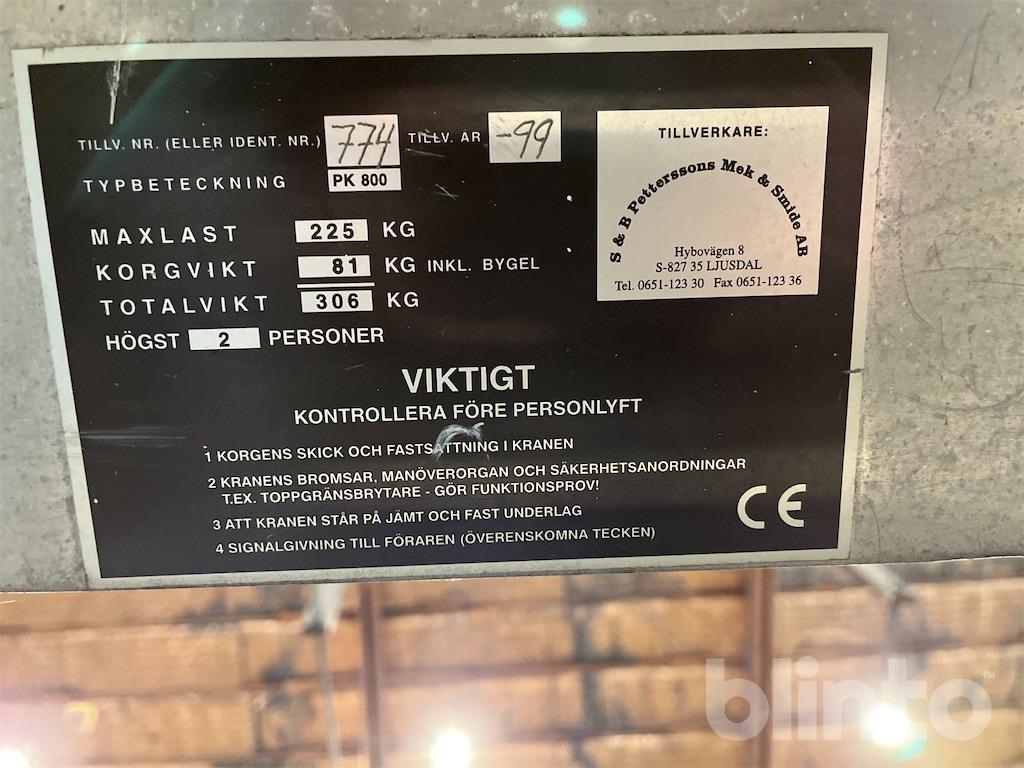 TILLV. NR. (ELLER IDENT. NR.) 774 TILLV. AR -99
TYPBETECKNING PK 800
MAXLAST 225 KG
KORGVIKT 81 KG INKL. BYGEL
TOTALVIKT 306 KG
HÖGST 2 PERSONER
TILLVERKARE:
S & B Petterssons Mek & Smide AB
Hybovägen 8
S-827 35 LJUSDAL
Tel. 0651-123 30 Fax 0651-123 36
VIKTIGT
KONTROLLERA FÖRE PERSONLYFT
1 KORGENS SKICK OCH FASTSÄTTNING I KRANEN
2 KRANENS BROMSAR, MANÖVERORGAN OCH SÄKERHETSANORDNINGAR
T.EX. TOPPGRÄNSBRYTARE - GÖR FUNKTIONSPROV!
3 ATT KRANEN STÅR PÅ JÄMT OCH FAST UNDERLAG
4 SIGNALGIVNING TILL FÖRAREN (ÖVERENSKOMNA TECKEN)
CE
blinto™